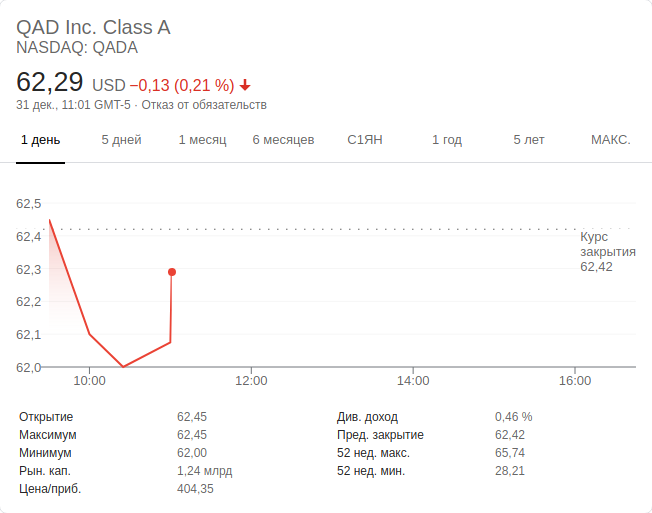 QAD Inc. Class A
NASDAQ: QADA
62,29 USD −0,13 (0,21 %)
31 дек., 11:01 GMT-5 · Отказ от обязательств
1 день 5 дней 1 месяц 6 месяцев С1ЯН 1 год 5 лет МАКС.
62,5
62,4
62,3
62,2
62,1
62,0
Курс
закрытия
62,42
10:00 12:00 14:00 16:00
Открытие 62,45 Див. доход 0,46 %
Максимум 62,45 Пред. закрытие 62,42
Минимум 62,00 52 нед. макс. 65,74
Рын. кап. 1,24 млрд 52 нед. мин. 28,21
Цена/приб. 404,35